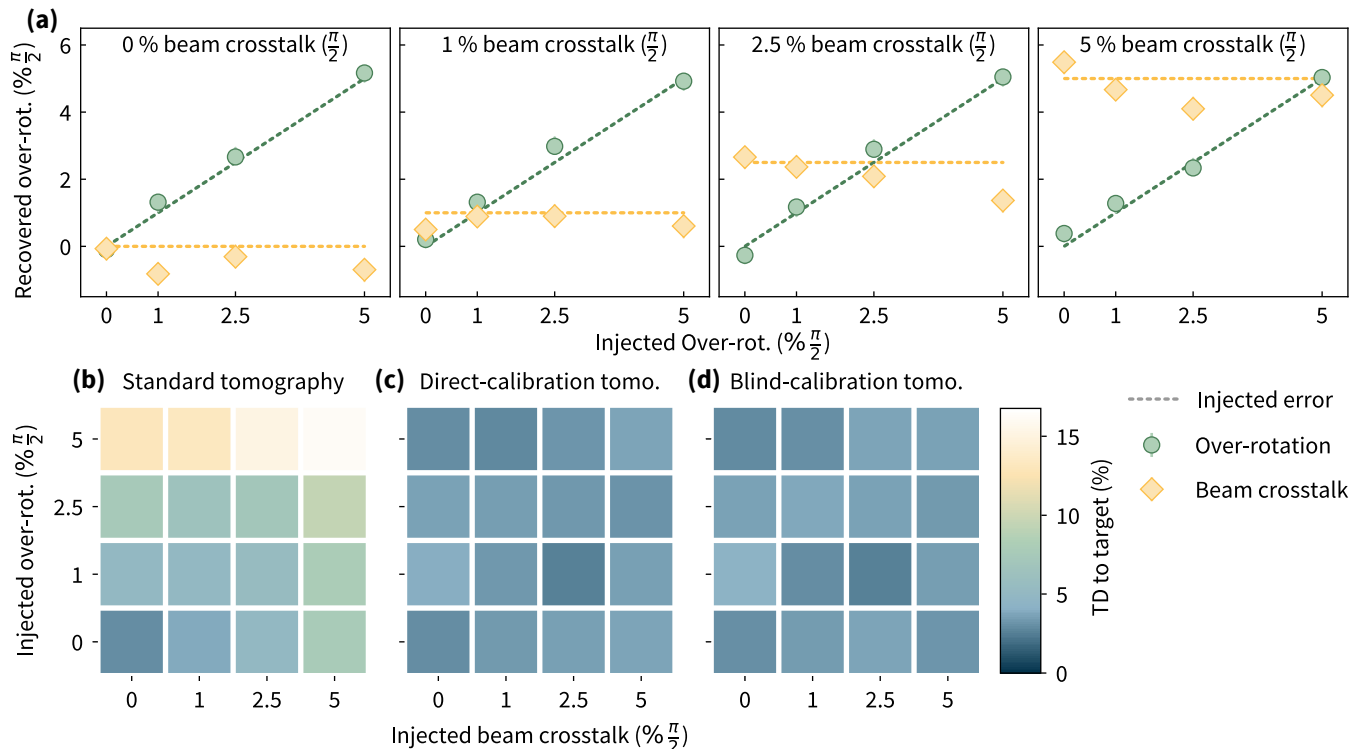 (a)
0 % beam crosstalk (π/2)
1 % beam crosstalk (π/2)
2.5 % beam crosstalk (π/2)
5 % beam crosstalk (π/2)
Recovered over-rot. (% π/2)
6
4
2
0
0 1 2.5 5
0 1 2.5 5
0 1 2.5 5
0 1 2.5 5
Injected Over-rot. (% π/2)
(b) Standard tomography
(c) Direct-calibration tomo.
(d) Blind-calibration tomo.
Injected over-rot. (% π/2)
5
2.5
1
0
0 1 2.5 5
0 1 2.5 5
0 1 2.5 5
Injected beam crosstalk (% π/2)
15
10
5
0
TD to target (%)
Injected error
Over-rotation
Beam crosstalk